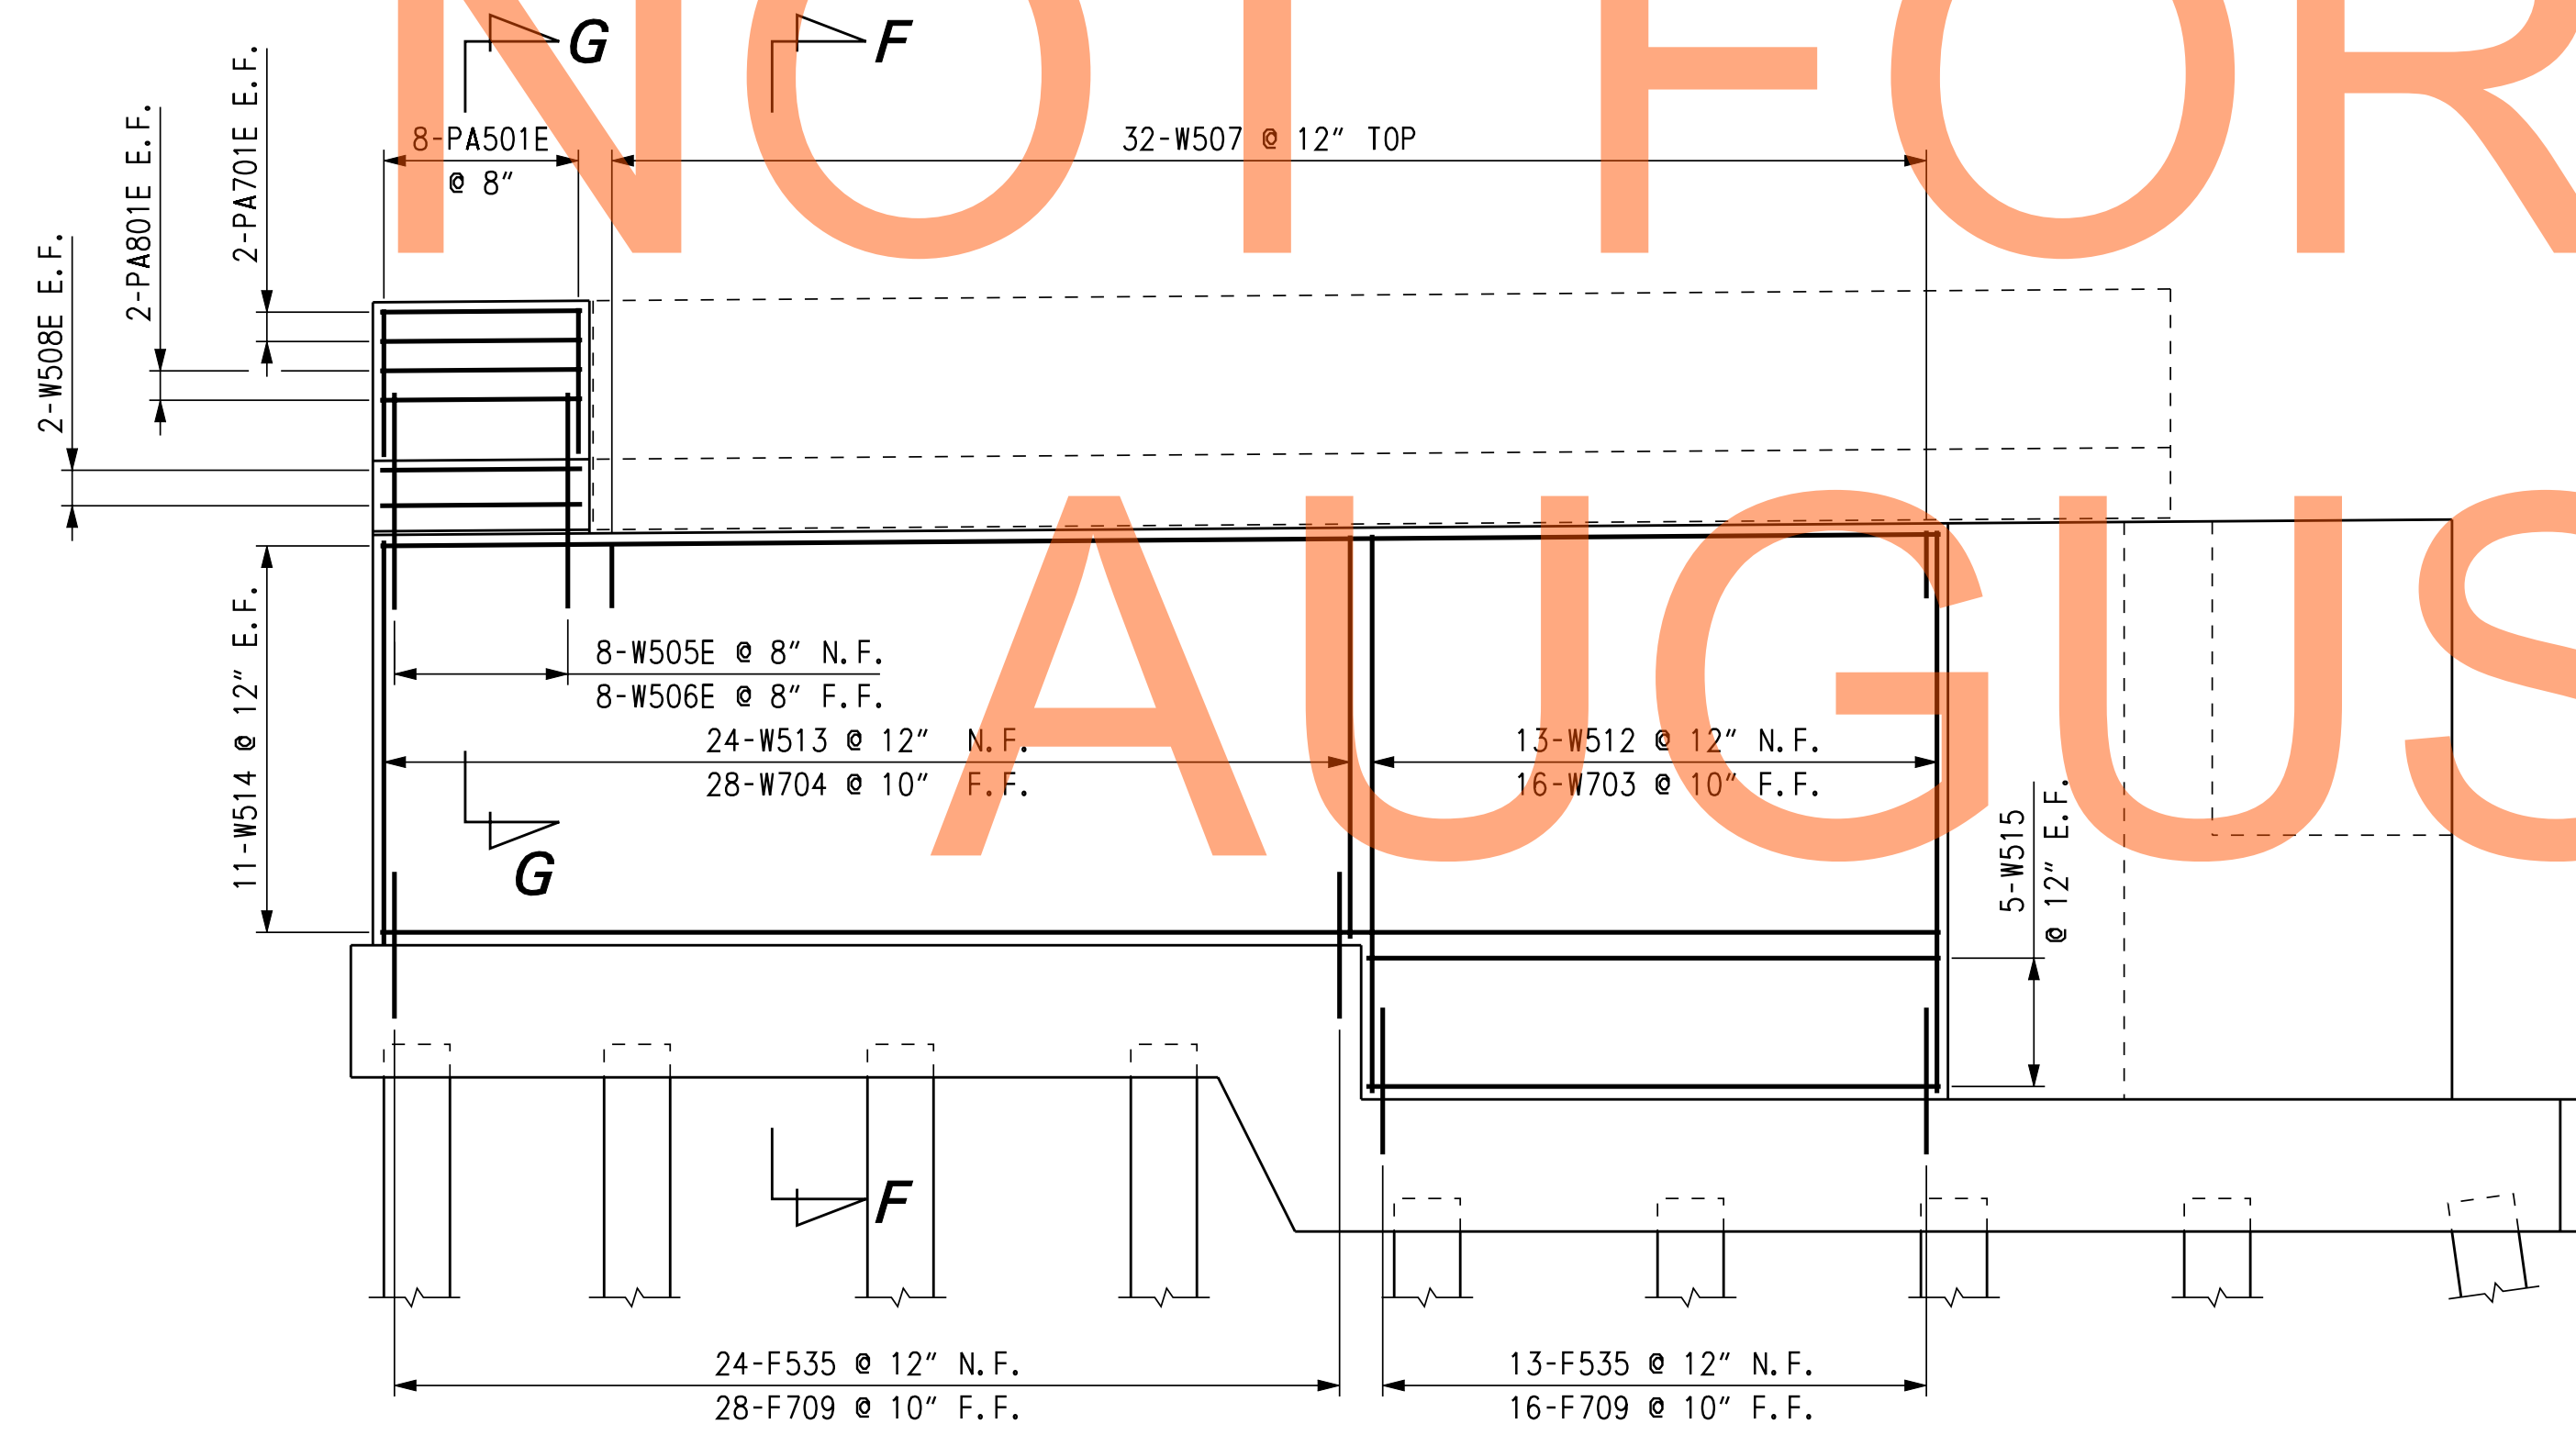 NOT FOR
G
F
8-PA501E
@ 8"
32-W507 @ 12" TOP
2-PA701E E.F.
2-PA801E E.F.
2-W508E E.F.
AUGUS
11-W514 @ 12" E.F.
8-W505E @ 8" N.F.
8-W506E @ 8" F.F.
24-W513 @ 12" N.F.
28-W704 @ 10" F.F.
13-W512 @ 12" N.F.
16-W703 @ 10" F.F.
5-W515
@ 12" E.F.
G
F
24-F535 @ 12" N.F.
28-F709 @ 10" F.F.
13-F535 @ 12" N.F.
16-F709 @ 10" F.F.